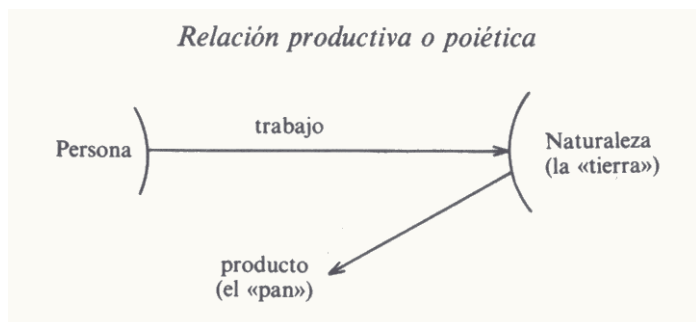 Relación productiva o poiética
trabajo
Persona
Naturaleza
(la «tierra»)
producto
(el «pan»)